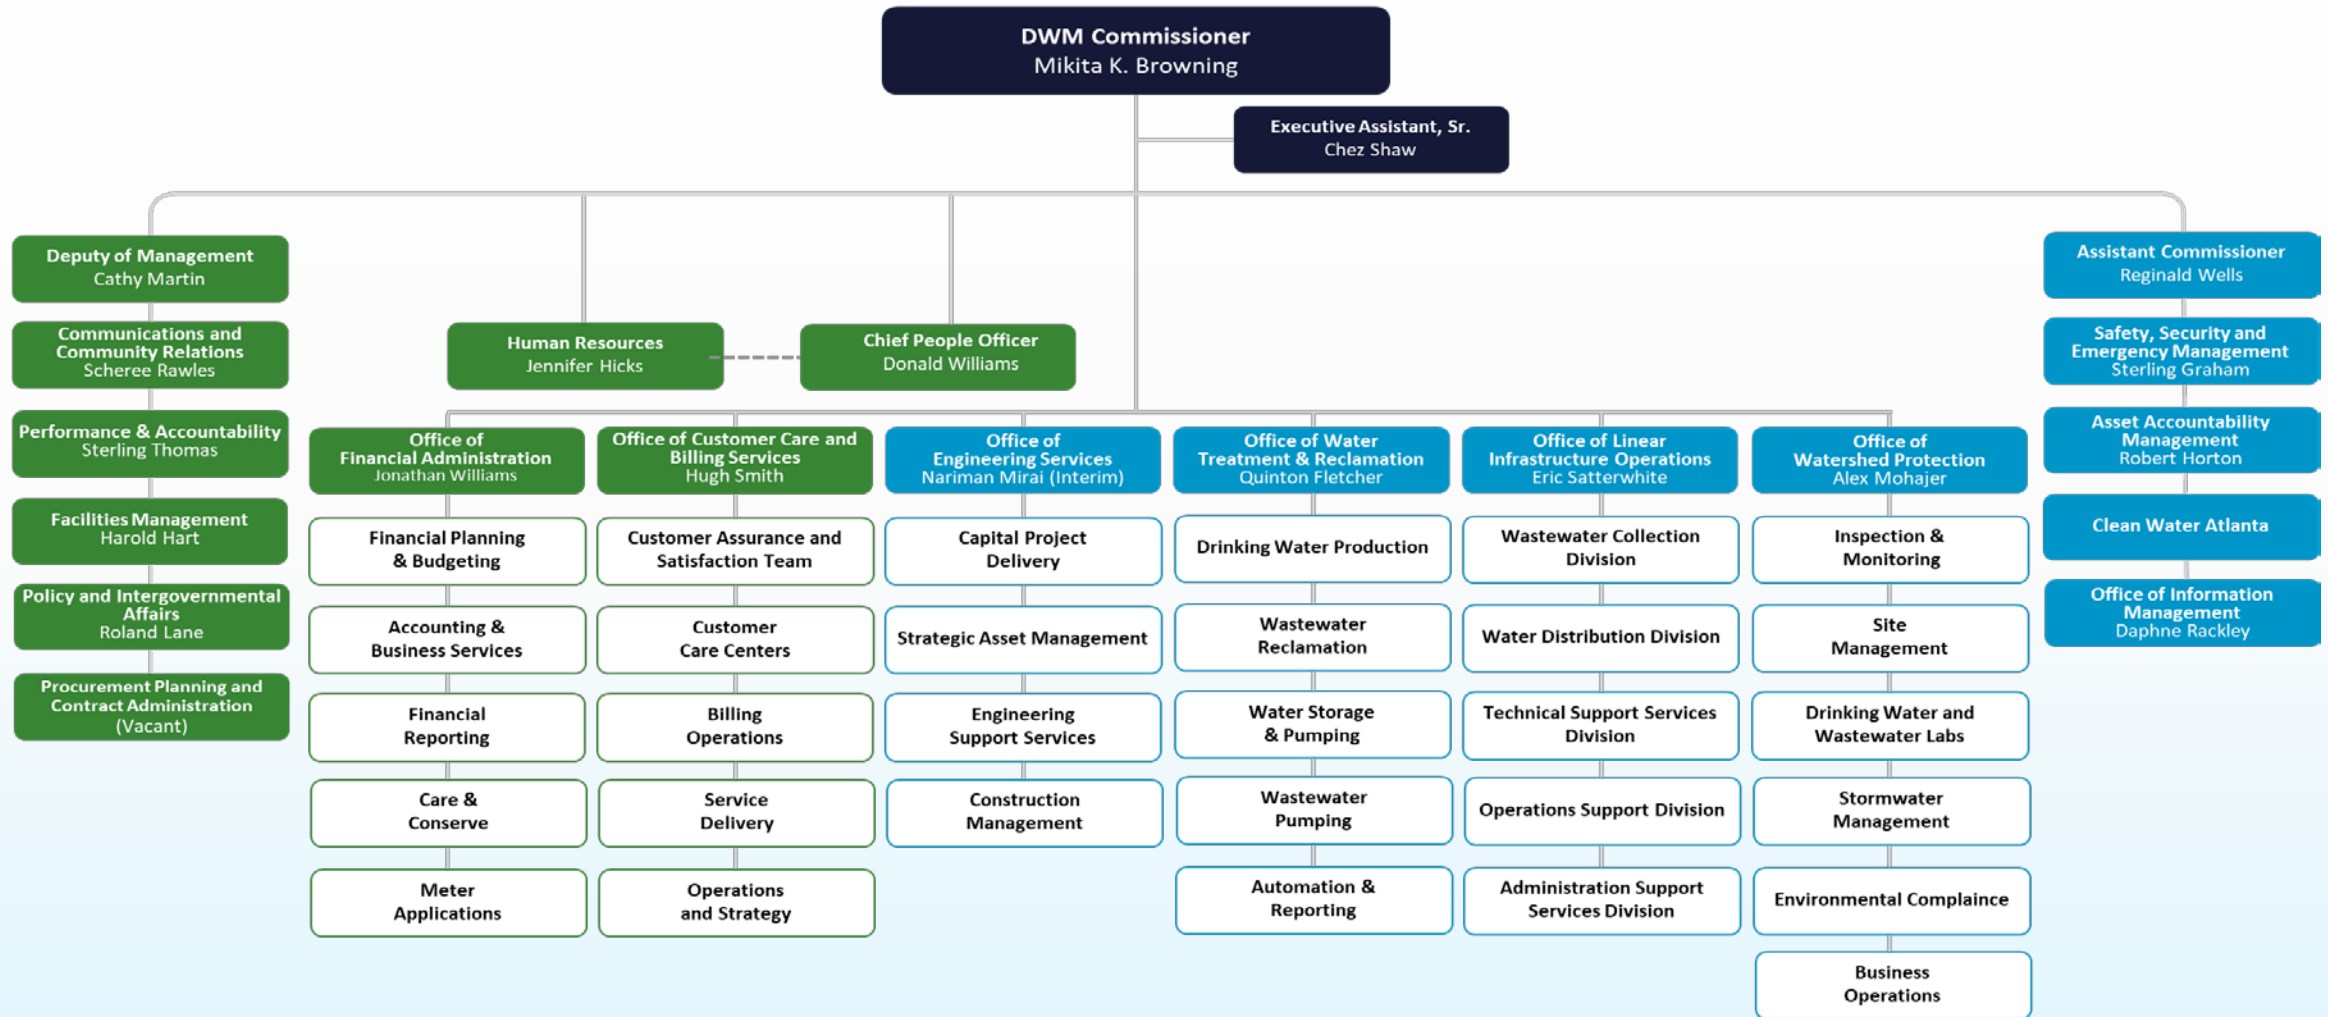 DWM Commissioner
Mikita K. Browning
Executive Assistant, Sr.
Chez Shaw
Deputy of Management
Cathy Martin
Communications and
Community Relations
Scheree Rawles
Performance & Accountability
Sterling Thomas
Facilities Management
Harold Hart
Policy and Intergovernmental
Affairs
Roland Lane
Procurement Planning and
Contract Administration
(Vacant)
Human Resources
Jennifer Hicks
Chief People Officer
Donald Williams
Office of
Financial Administration
Jonathan Williams
Financial Planning
& Budgeting
Accounting &
Business Services
Financial
Reporting
Care &
Conserve
Meter
Applications
Office of Customer Care and
Billing Services
Hugh Smith
Customer Assurance and
Satisfaction Team
Customer
Care Centers
Billing
Operations
Service
Delivery
Operations
and Strategy
Office of
Engineering Services
Nariman Mirai (Interim)
Capital Project
Delivery
Strategic Asset Management
Engineering
Support Services
Construction
Management
Office of Water
Treatment & Reclamation
Quinton Fletcher
Drinking Water Production
Wastewater
Reclamation
Water Storage
& Pumping
Wastewater
Pumping
Automation &
Reporting
Office of Linear
Infrastructure Operations
Eric Satterwhite
Wastewater Collection
Division
Water Distribution Division
Technical Support Services
Division
Operations Support Division
Administration Support
Services Division
Office of
Watershed Protection
Alex Mohajer
Inspection &
Monitoring
Site
Management
Drinking Water and
Wastewater Labs
Stormwater
Management
Environmental Complaince
Business
Operations
Assistant Commissioner
Reginald Wells
Safety, Security and
Emergency Management
Sterling Graham
Asset Accountability
Management
Robert Horton
Clean Water Atlanta
Office of Information
Management
Daphne Rackley